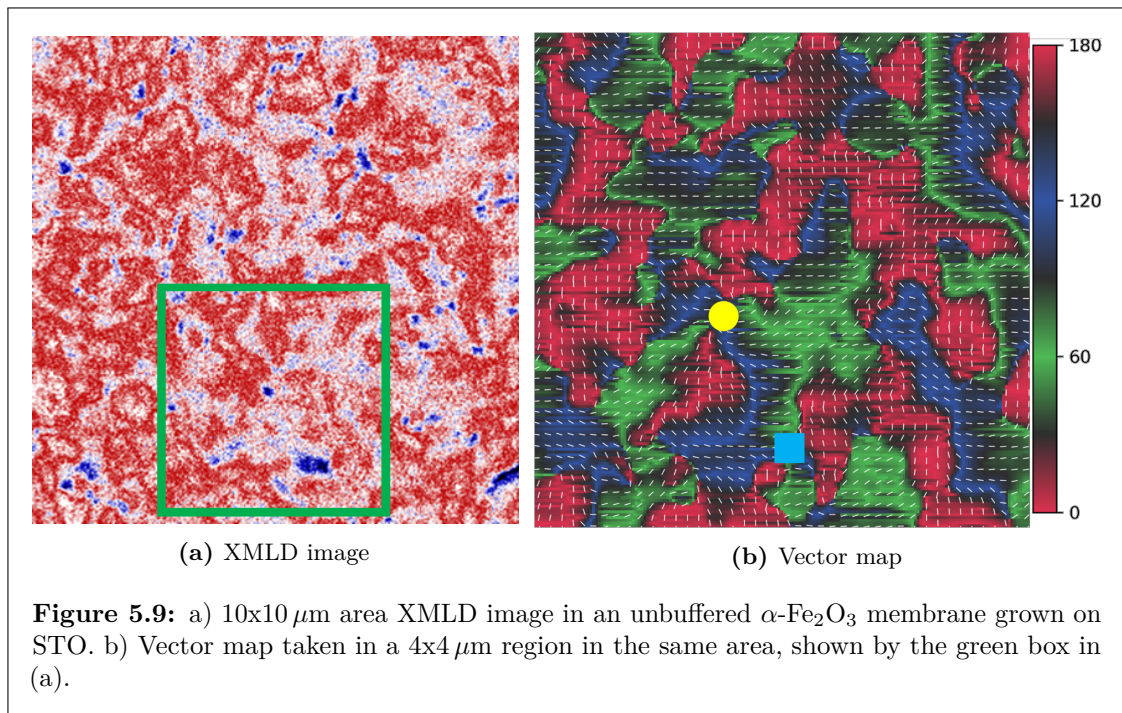 180
120
60
0
(a) XMLD image
(b) Vector map
Figure 5.9: a) 10x10 μm area XMLD image in an unbuffered α-Fe₂O₃ membrane grown on
STO. b) Vector map taken in a 4x4 μm region in the same area, shown by the green box in
(a).